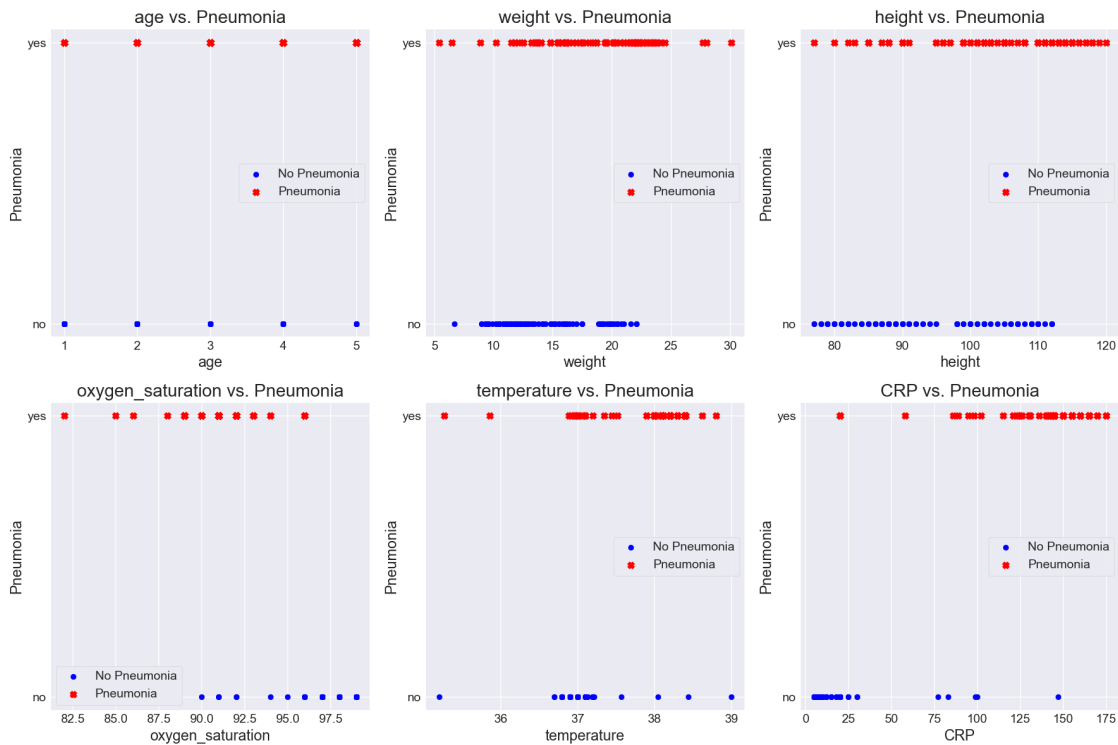 age vs. Pneumonia
yes
no
Pneumonia
No Pneumonia
Pneumonia
1 2 3 4 5
age
weight vs. Pneumonia
yes
no
Pneumonia
No Pneumonia
Pneumonia
5 10 15 20 25 30
weight
height vs. Pneumonia
yes
no
Pneumonia
No Pneumonia
Pneumonia
80 90 100 110 120
height
oxygen_saturation vs. Pneumonia
yes
no
Pneumonia
No Pneumonia
Pneumonia
82.5 85.0 87.5 90.0 92.5 95.0 97.5
oxygen_saturation
temperature vs. Pneumonia
yes
no
Pneumonia
No Pneumonia
Pneumonia
36 37 38 39
temperature
CRP vs. Pneumonia
yes
no
Pneumonia
No Pneumonia
Pneumonia
0 25 50 75 100 125 150 175
CRP